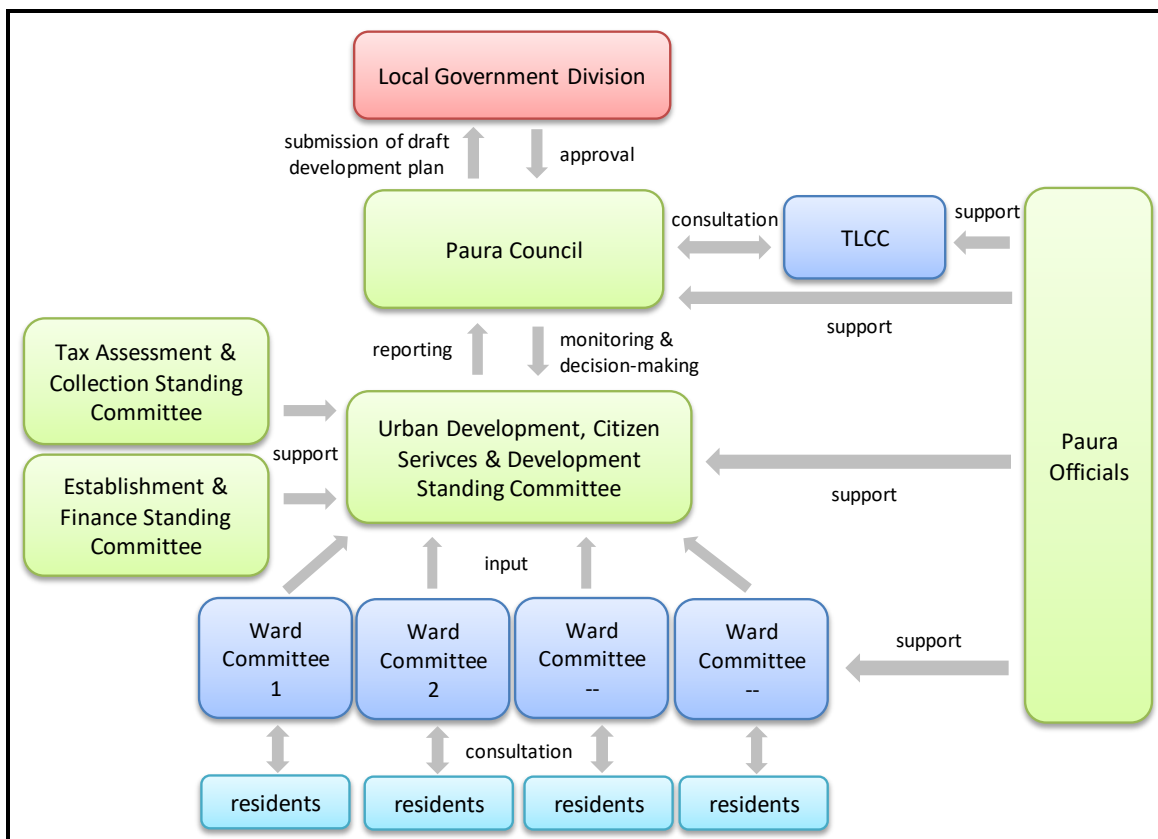 Local Government Division
submission of draft
development plan
approval
Paura Council
consultation
TLCC
support
support
reporting
monitoring &
decision-making
Tax Assessment &
Collection Standing
Committee
support
Establishment &
Finance Standing
Committee
Urban Development, Citizen
Serivces & Development
Standing Committee
support
Paura
Officials
input
Ward
Committee
1
Ward
Committee
2
Ward
Committee
--
Ward
Committee
--
support
consultation
residents
residents
residents
residents